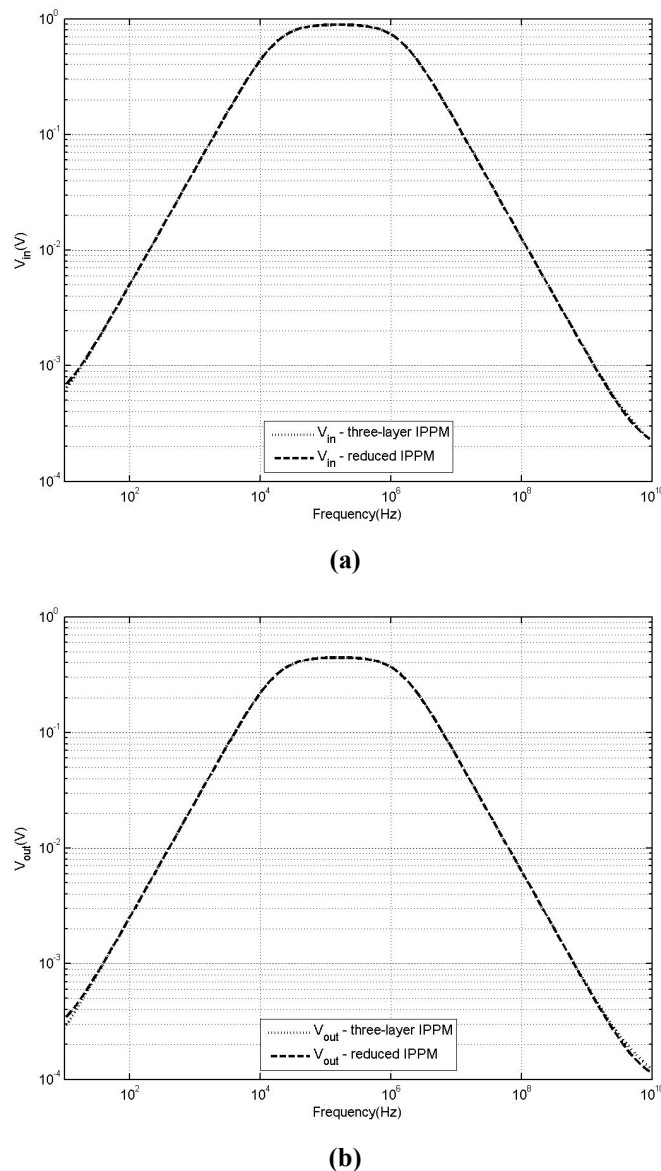 10^0
10^-1
10^-2
10^-3
10^-4
V_in(V)
V_in - three-layer IPPM
V_in - reduced IPPM
10^2
10^4
10^6
10^8
10^10
Frequency(Hz)
(a)
10^0
10^-1
10^-2
10^-3
10^-4
V_out(V)
V_out - three-layer IPPM
V_out - reduced IPPM
10^2
10^4
10^6
10^8
10^10
Frequency(Hz)
(b)